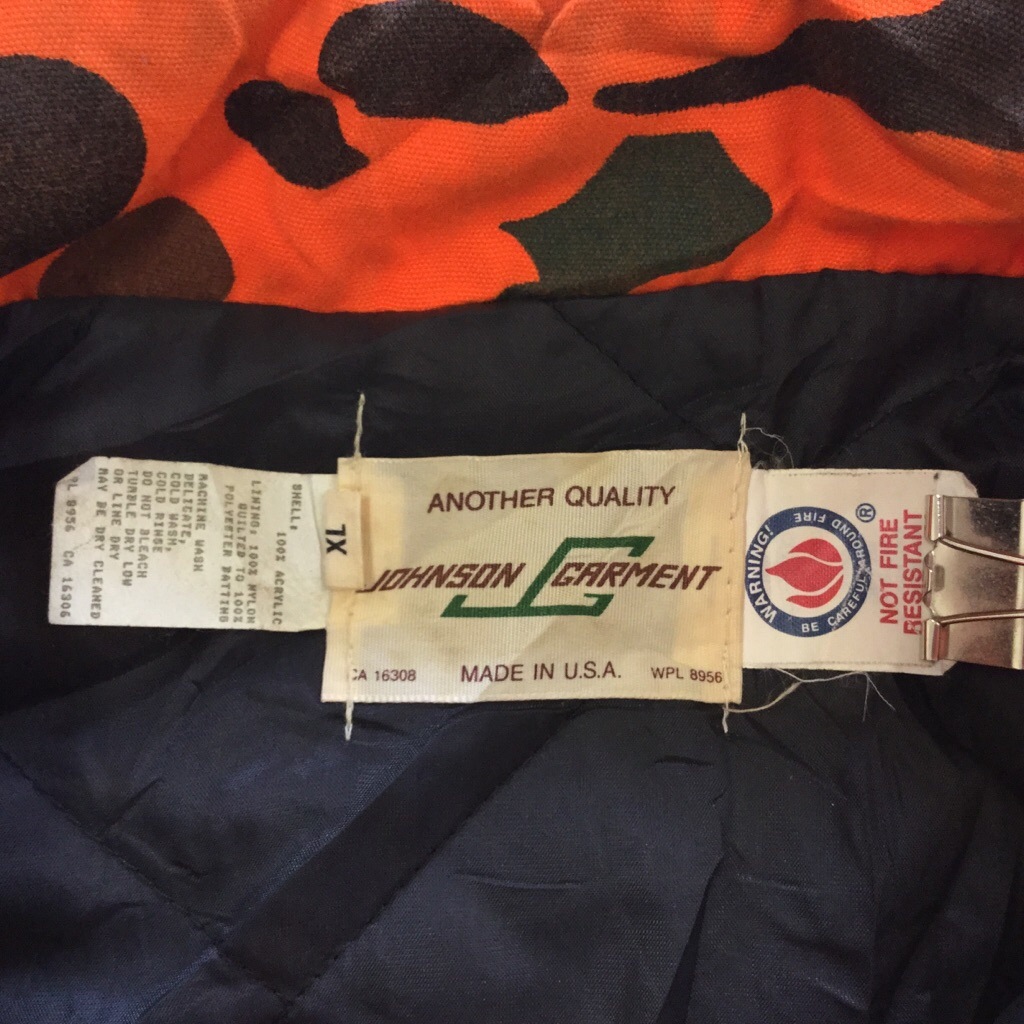 SHELL: 100% ACRYLIC
LINING: 100% NYLON
QUILTED TO 100%
POLYESTER BATTING
MACHINE WASH
DELICATE,
COLD WASH,
COLD RINSE
DO NOT BLEACH
TUMBLE DRY LOW
OR LINE DRY
MAY BE DRY CLEANED
8956 CA 16306
XL
ANOTHER QUALITY
JOHNSON JG GARMENT
CA 16308 MADE IN U.S.A. WPL 8956
WARNING!
BE CAREFUL AROUND FIRE
®
NOT FIRE
RESISTANT